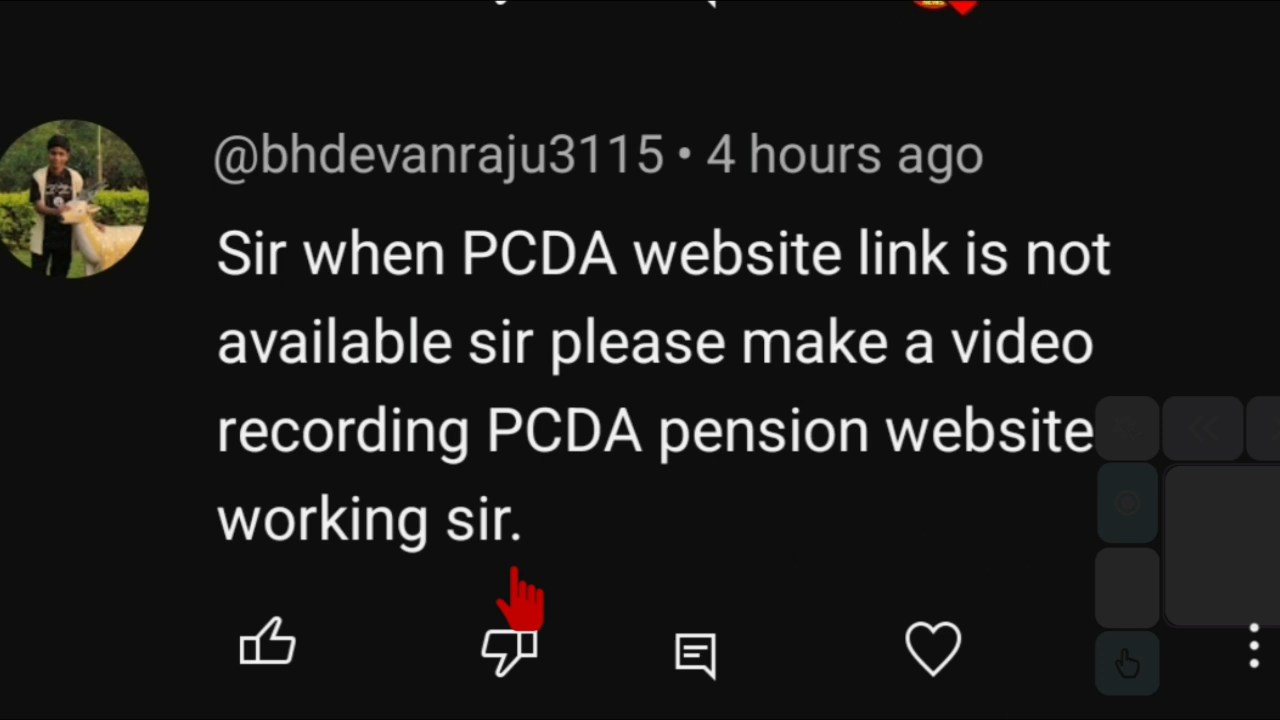 @bhdevanraju3115 • 4 hours ago
Sir when PCDA website link is not
available sir please make a video
recording PCDA pension website
working sir.